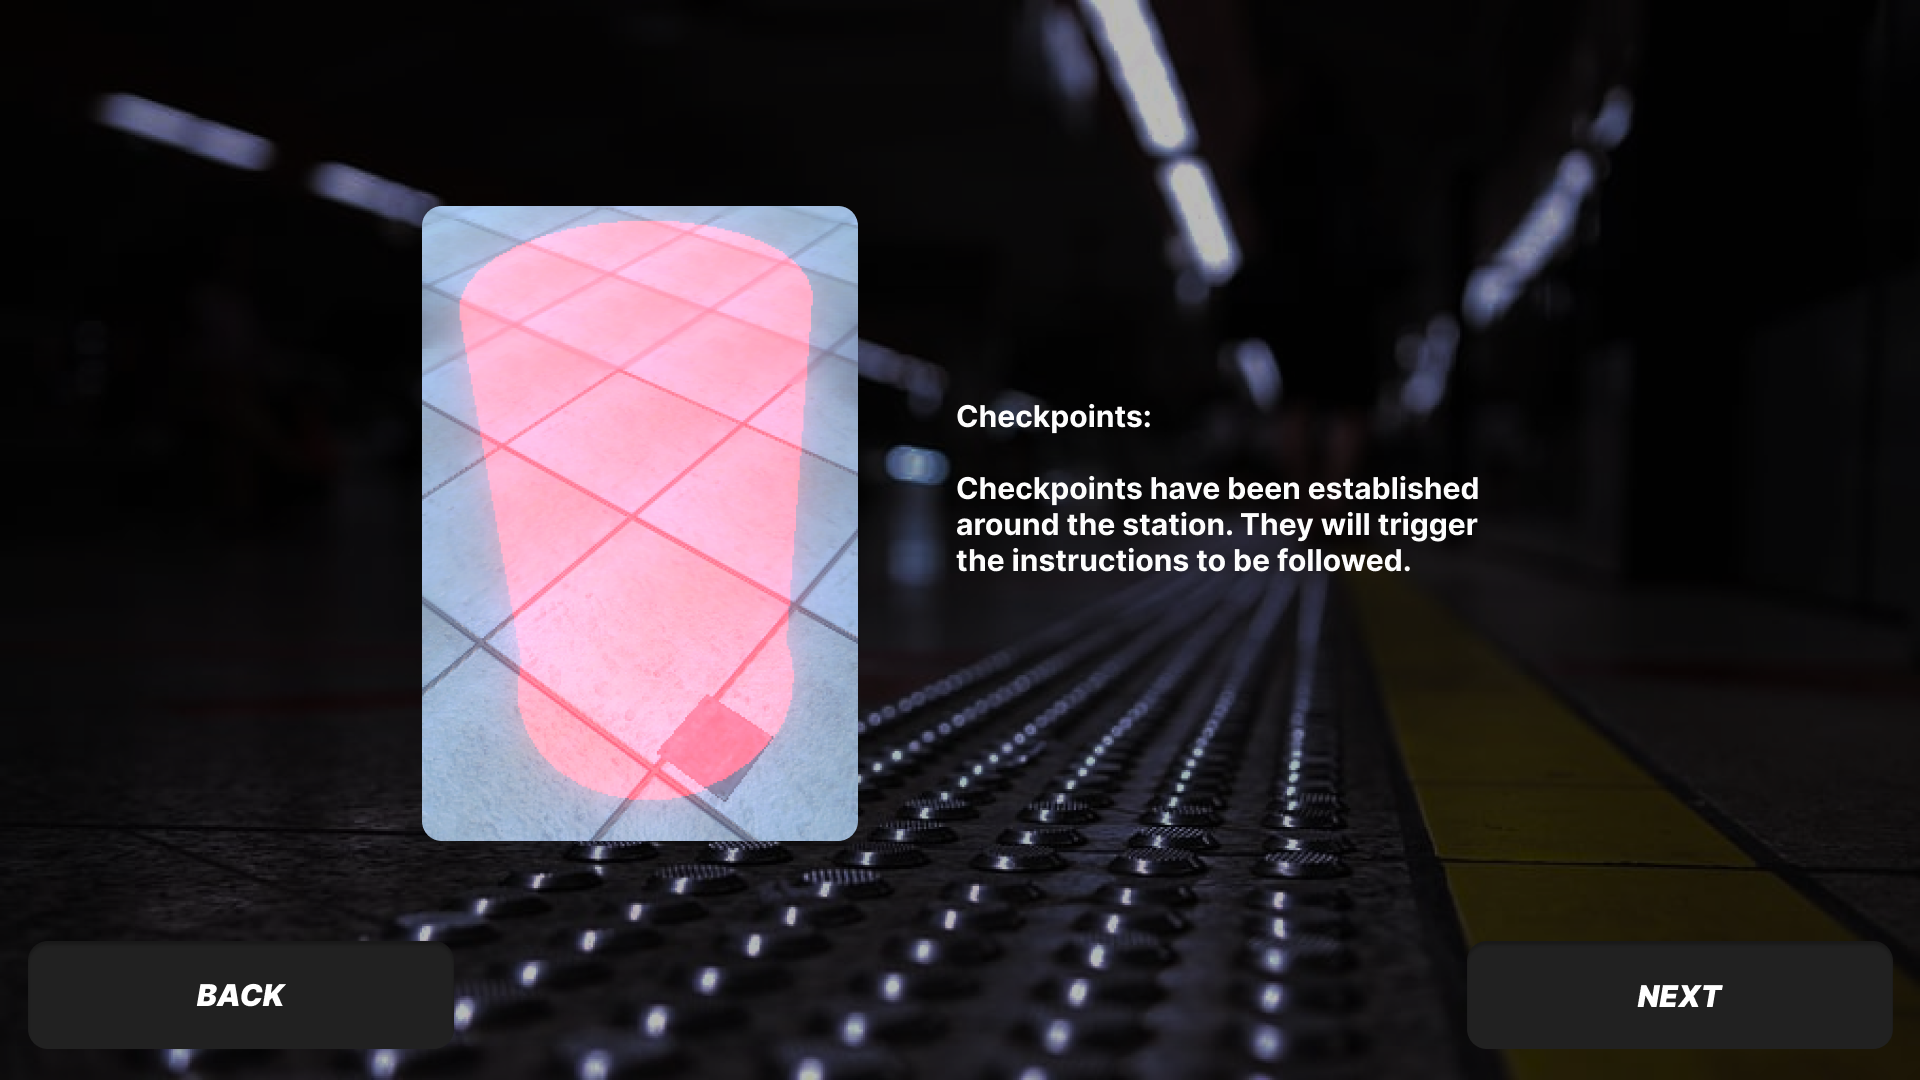 Checkpoints:
Checkpoints have been established
around the station. They will trigger
the instructions to be followed.
BACK
NEXT